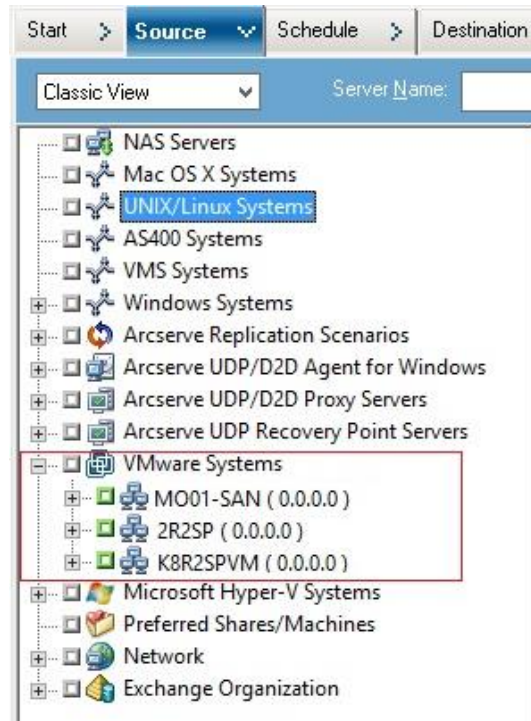 Start Source Schedule Destination
Classic View Server Name:
NAS Servers
Mac OS X Systems
UNIX/Linux Systems
AS400 Systems
VMS Systems
Windows Systems
Arcserve Replication Scenarios
Arcserve UDP/D2D Agent for Windows
Arcserve UDP/D2D Proxy Servers
Arcserve UDP Recovery Point Servers
VMware Systems
MO01-SAN ( 0.0.0.0 )
2R2SP ( 0.0.0.0 )
K8R2SPVM ( 0.0.0.0 )
Microsoft Hyper-V Systems
Preferred Shares/Machines
Network
Exchange Organization